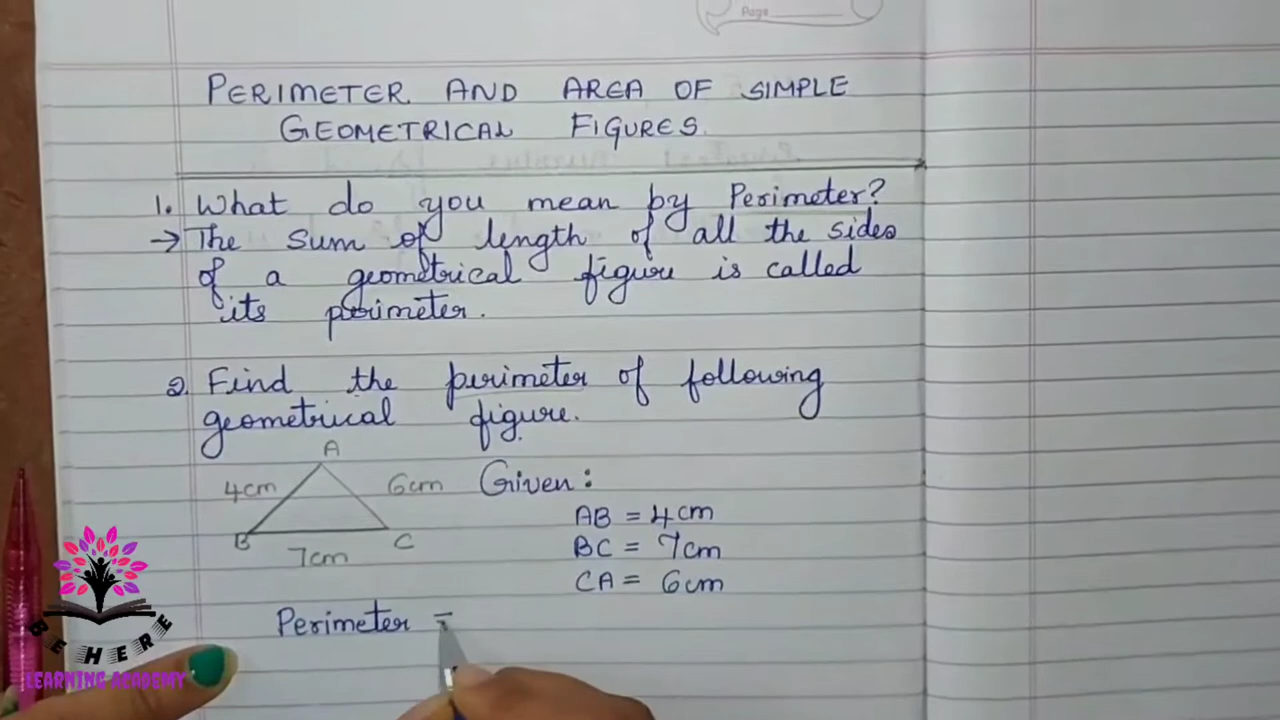 Page
PERIMETER AND AREA OF SIMPLE
GEOMETRICAL FIGURES.
1. What do you mean by Perimeter?
→ The sum of length of all the sides
of a geometrical figure is called
its perimeter.
2. Find the perimeter of following
geometrical figure.
A
4cm 6cm
B C
7cm
Given:
AB = 4cm
BC = 7cm
CA = 6cm
Perimeter =
BEHERE
LEARNING ACADEMY